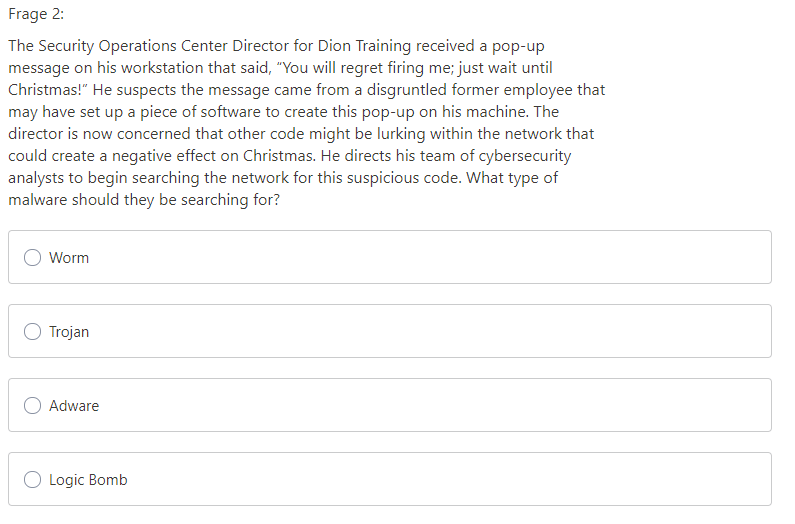 Frage 2:
The Security Operations Center Director for Dion Training received a pop-up
message on his workstation that said, "You will regret firing me; just wait until
Christmas!" He suspects the message came from a disgruntled former employee that
may have set up a piece of software to create this pop-up on his machine. The
director is now concerned that other code might be lurking within the network that
could create a negative effect on Christmas. He directs his team of cybersecurity
analysts to begin searching the network for this suspicious code. What type of
malware should they be searching for?
Worm
Trojan
Adware
Logic Bomb